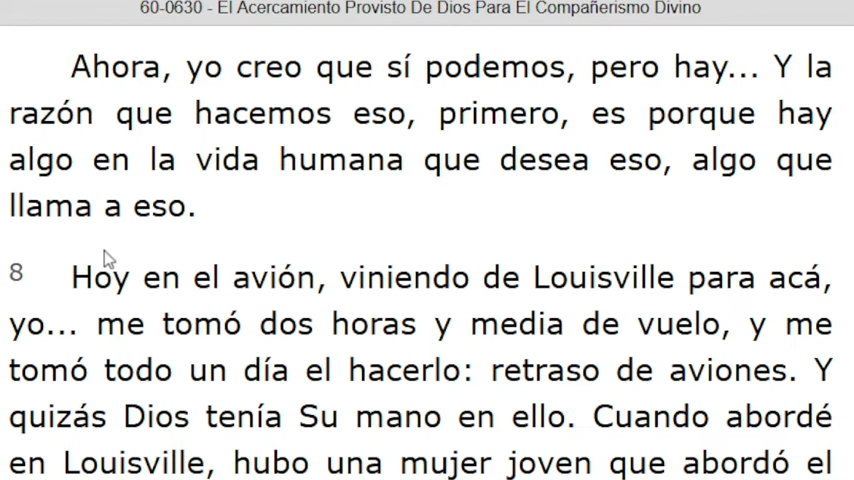 60-0630 - El Acercamiento Provisto De Dios Para El Compañerismo Divino
Ahora, yo creo que sí podemos, pero hay... Y la
razón que hacemos eso, primero, es porque hay
algo en la vida humana que desea eso, algo que
llama a eso.
8 Hoy en el avión, viniendo de Louisville para acá,
yo... me tomó dos horas y media de vuelo, y me
tomó todo un día el hacerlo: retraso de aviones. Y
quizás Dios tenía Su mano en ello. Cuando abordé
en Louisville, hubo una mujer joven que abordó el